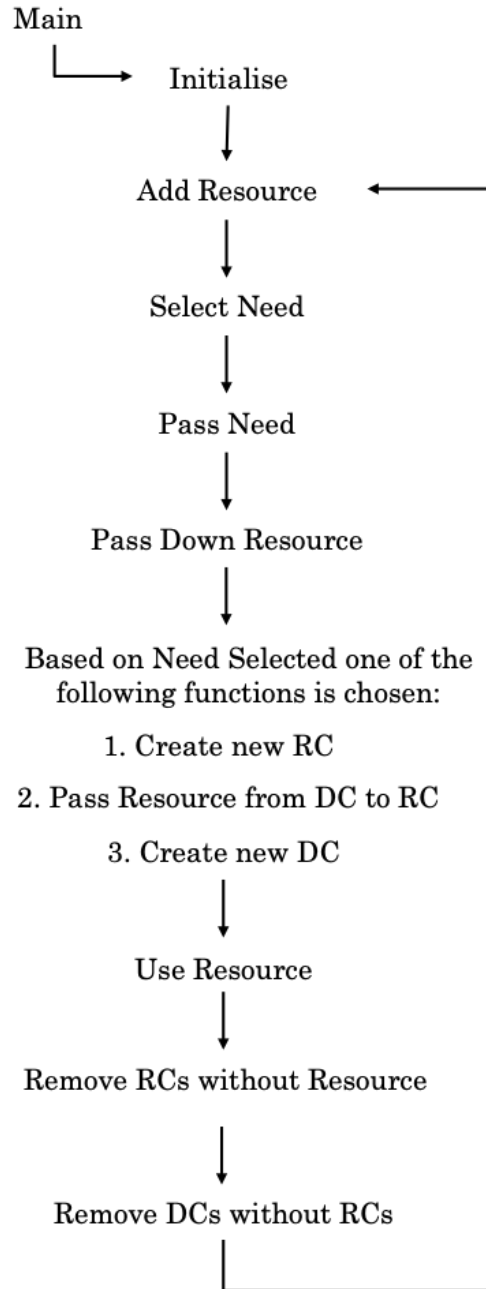 Main
Initialise
Add Resource
Select Need
Pass Need
Pass Down Resource
Based on Need Selected one of the
following functions is chosen:
1. Create new RC
2. Pass Resource from DC to RC
3. Create new DC
Use Resource
Remove RCs without Resource
Remove DCs without RCs